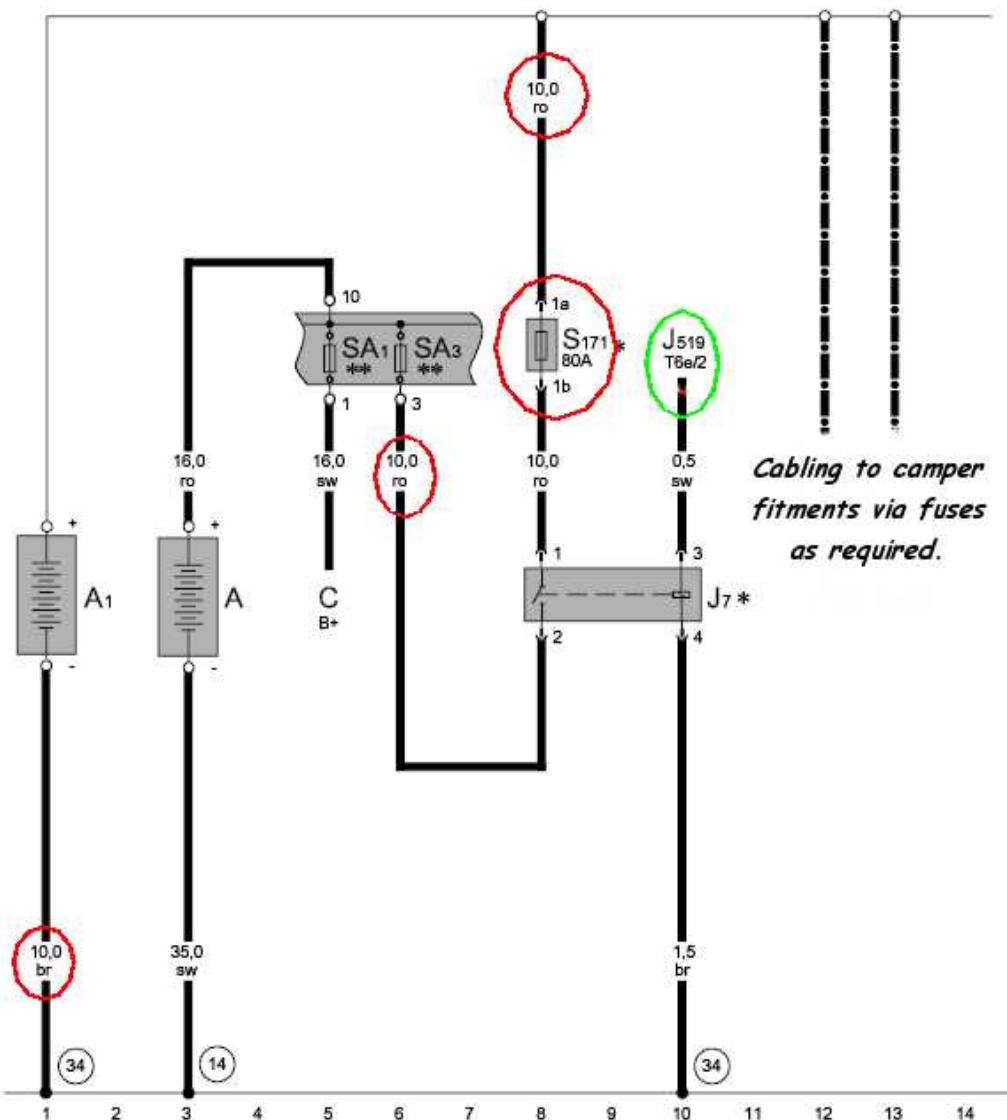 10,0
ro
10
1a
SA1
**
SA3
**
S171 *
80A
J519
T6e/2
1
3
1b
16,0
ro
16,0
sw
10,0
ro
10,0
ro
0,5
sw
Cabling to camper
fitments via fuses
as required.
+
+
1
3
A1
A
C
B+
J7 *
-
-
2
4
10,0
br
35,0
sw
1,5
br
34
14
34
1 2 3 4 5 6 7 8 9 10 11 12 13 14